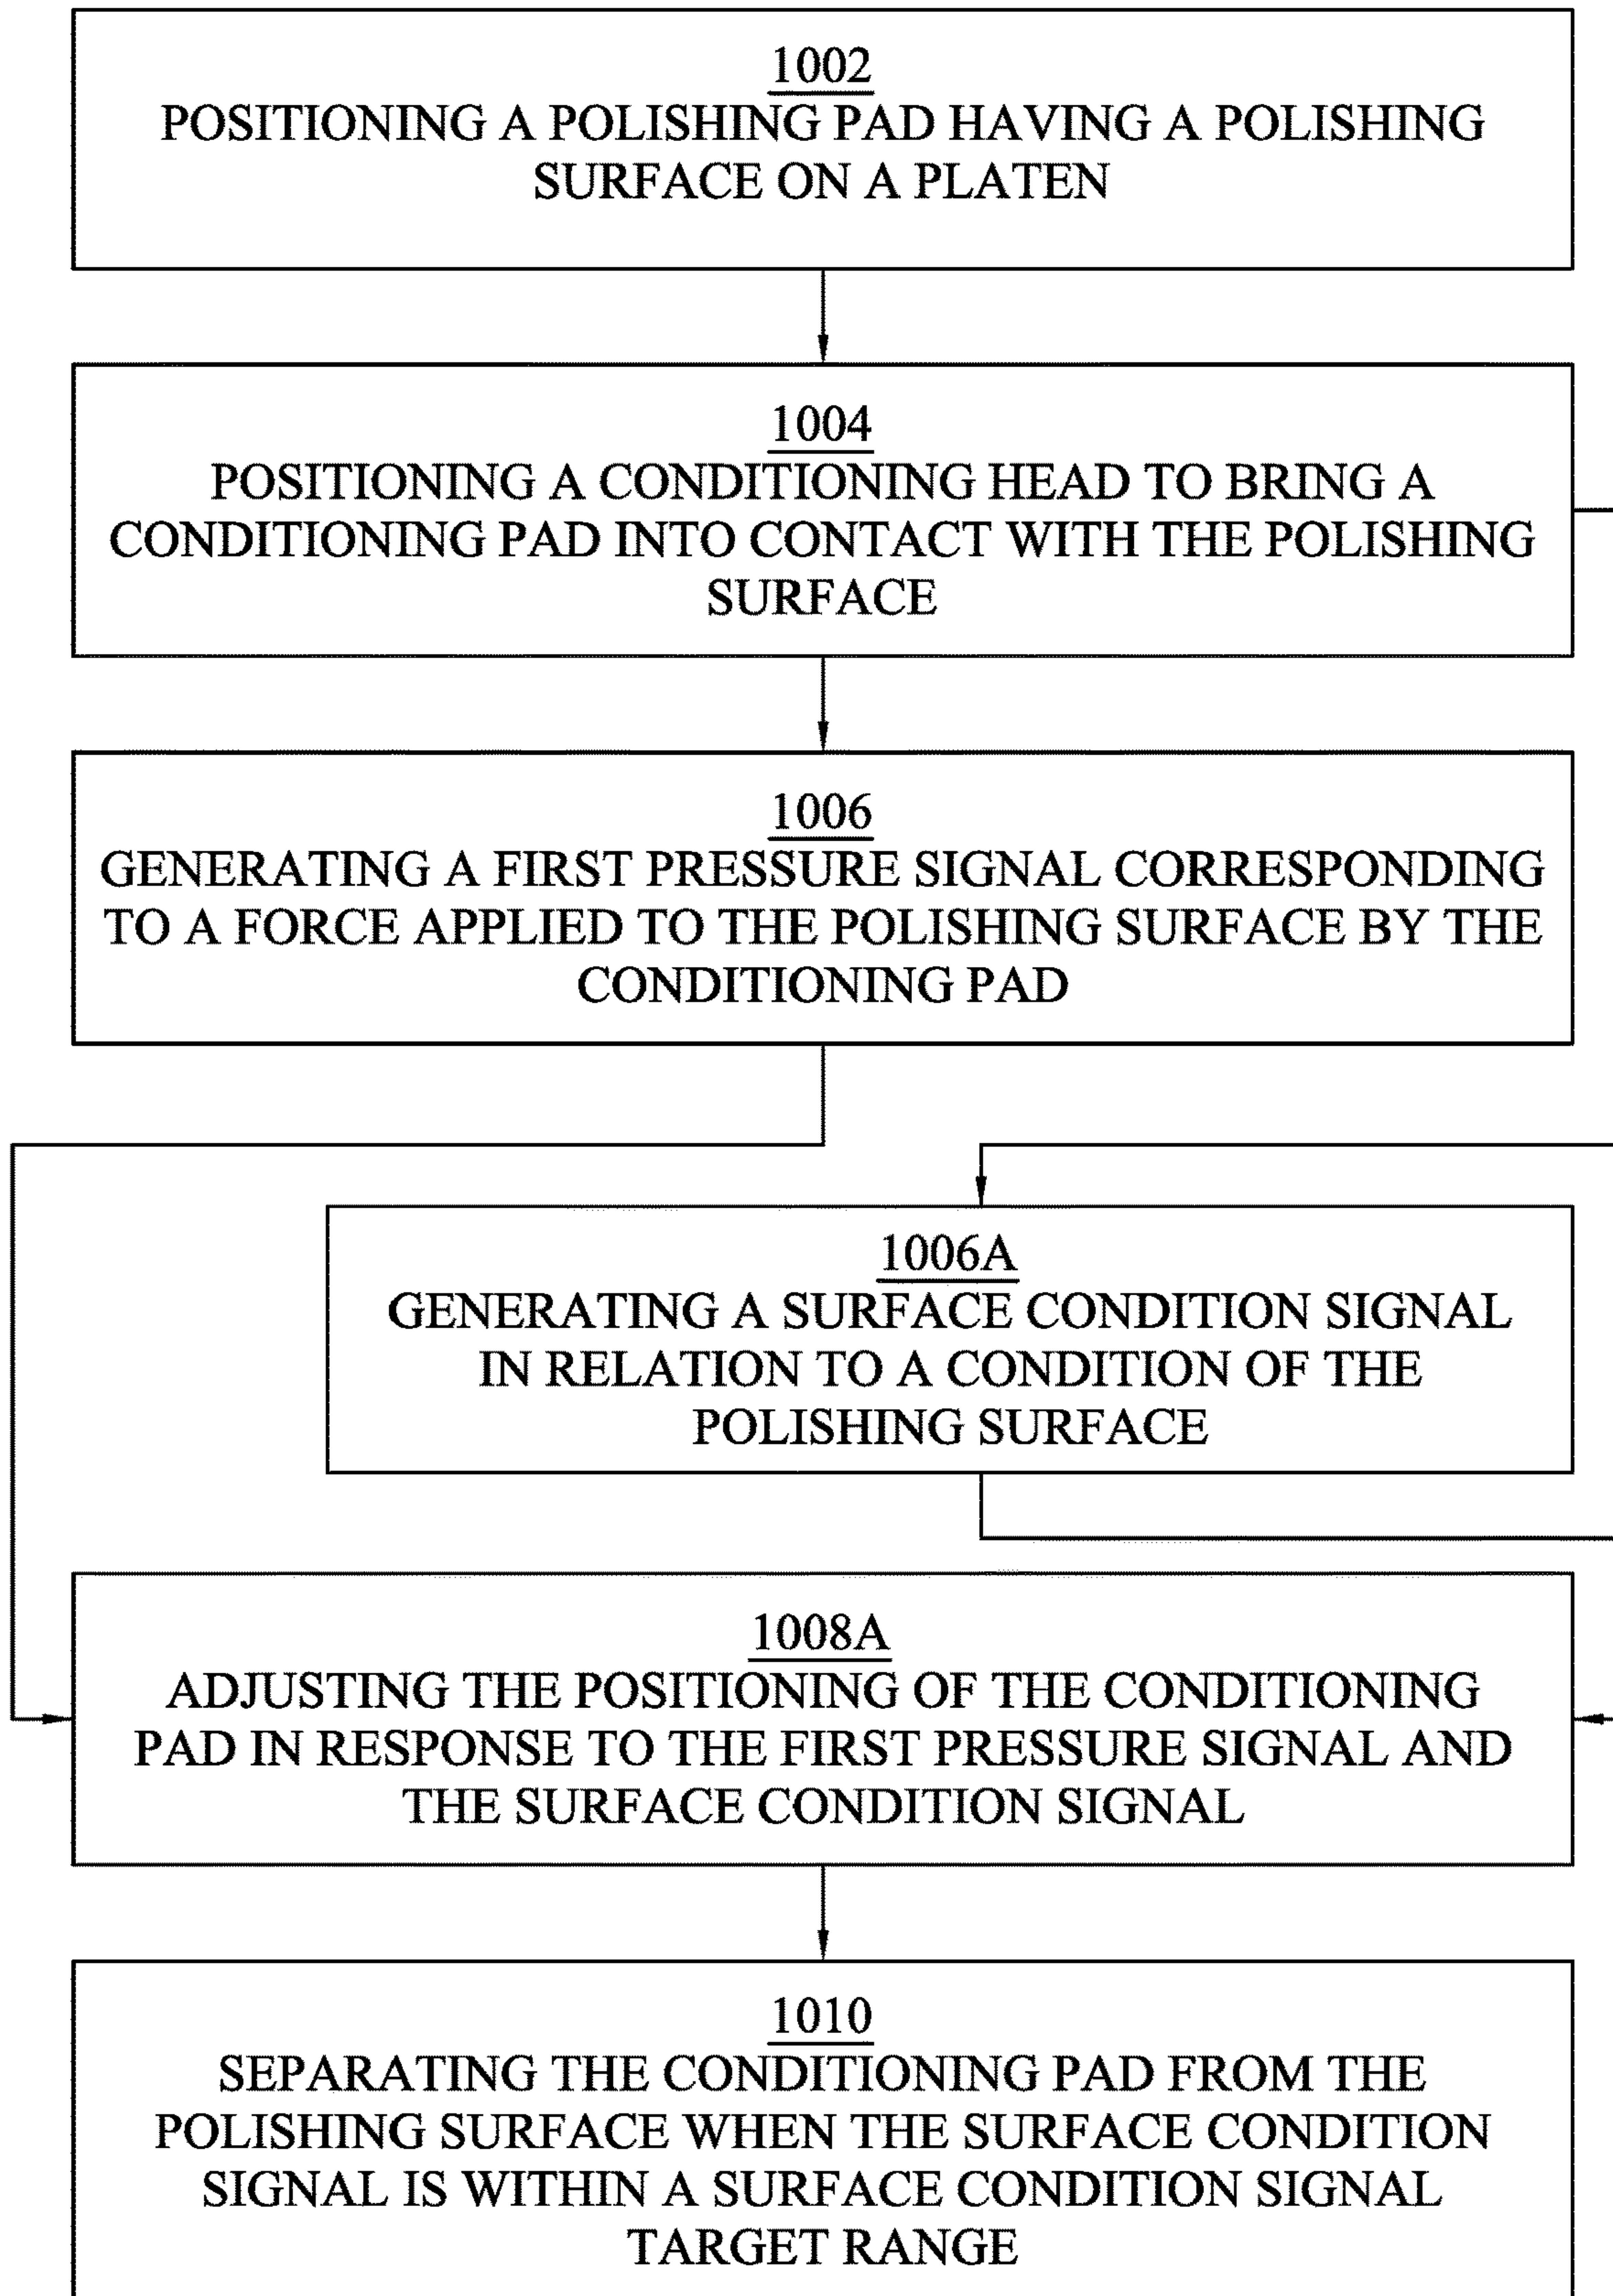 1002
POSITIONING A POLISHING PAD HAVING A POLISHING
SURFACE ON A PLATEN
1004
POSITIONING A CONDITIONING HEAD TO BRING A
CONDITIONING PAD INTO CONTACT WITH THE POLISHING
SURFACE
1006
GENERATING A FIRST PRESSURE SIGNAL CORRESPONDING
TO A FORCE APPLIED TO THE POLISHING SURFACE BY THE
CONDITIONING PAD
1006A
GENERATING A SURFACE CONDITION SIGNAL
IN RELATION TO A CONDITION OF THE
POLISHING SURFACE
1008A
ADJUSTING THE POSITIONING OF THE CONDITIONING
PAD IN RESPONSE TO THE FIRST PRESSURE SIGNAL AND
THE SURFACE CONDITION SIGNAL
1010
SEPARATING THE CONDITIONING PAD FROM THE
POLISHING SURFACE WHEN THE SURFACE CONDITION
SIGNAL IS WITHIN A SURFACE CONDITION SIGNAL
TARGET RANGE